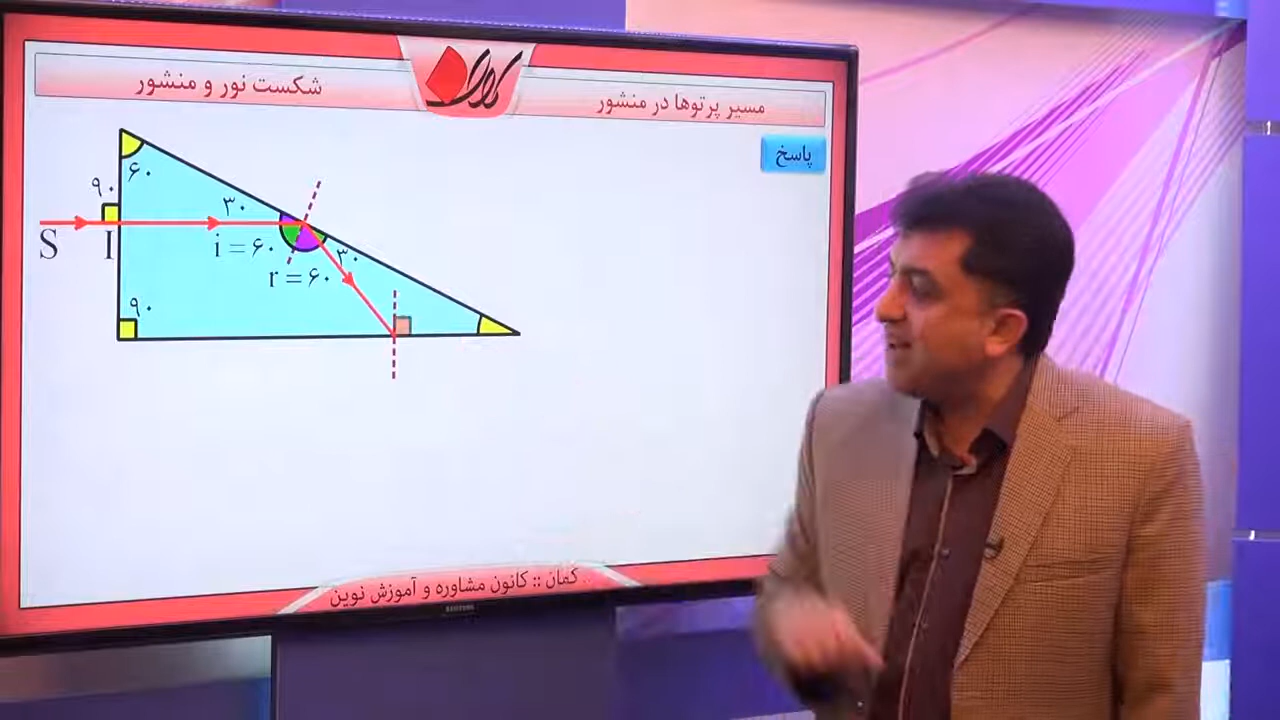 شکست نور و منشور
مسیر پرتوها در منشور
پاسخ
۶۰
۹۰
۳۰
S
I
i = ۶۰
۳۰
r = ۶۰
۹۰
کمان :: کانون مشاوره و آموزش نوین
SAMSUNG